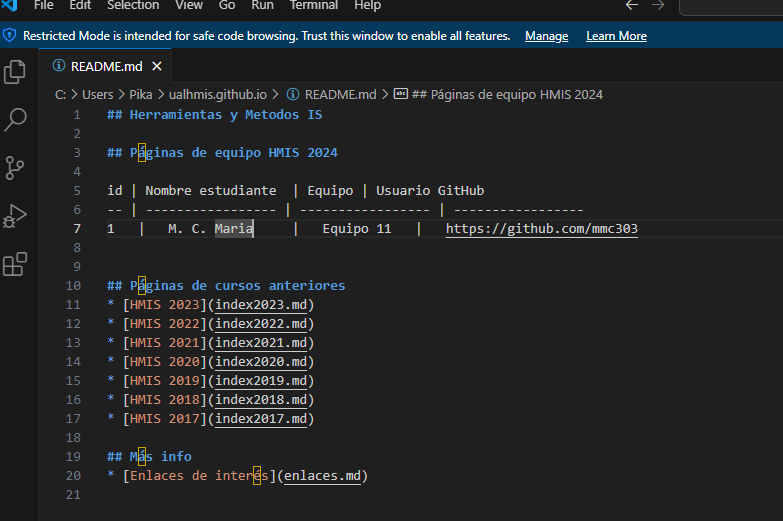 File Edit Selection View Go Run Terminal Help
Restricted Mode is intended for safe code browsing. Trust this window to enable all features. Manage Learn More
README.md
C: > Users > Pika > ualhmis.github.io > README.md > ## Páginas de equipo HMIS 2024
1 ## Herramientas y Metodos IS
2
3 ## Páginas de equipo HMIS 2024
4
5 id | Nombre estudiante | Equipo | Usuario GitHub
6 -- | ----------------- | ----------------- | -----------------
7 1 | M. C. Maria | Equipo 11 | https://github.com/mmc303
8
9
10 ## Páginas de cursos anteriores
11 * [HMIS 2023](index2023.md)
12 * [HMIS 2022](index2022.md)
13 * [HMIS 2021](index2021.md)
14 * [HMIS 2020](index2020.md)
15 * [HMIS 2019](index2019.md)
16 * [HMIS 2018](index2018.md)
17 * [HMIS 2017](index2017.md)
18
19 ## Más info
20 * [Enlaces de interés](enlaces.md)
21